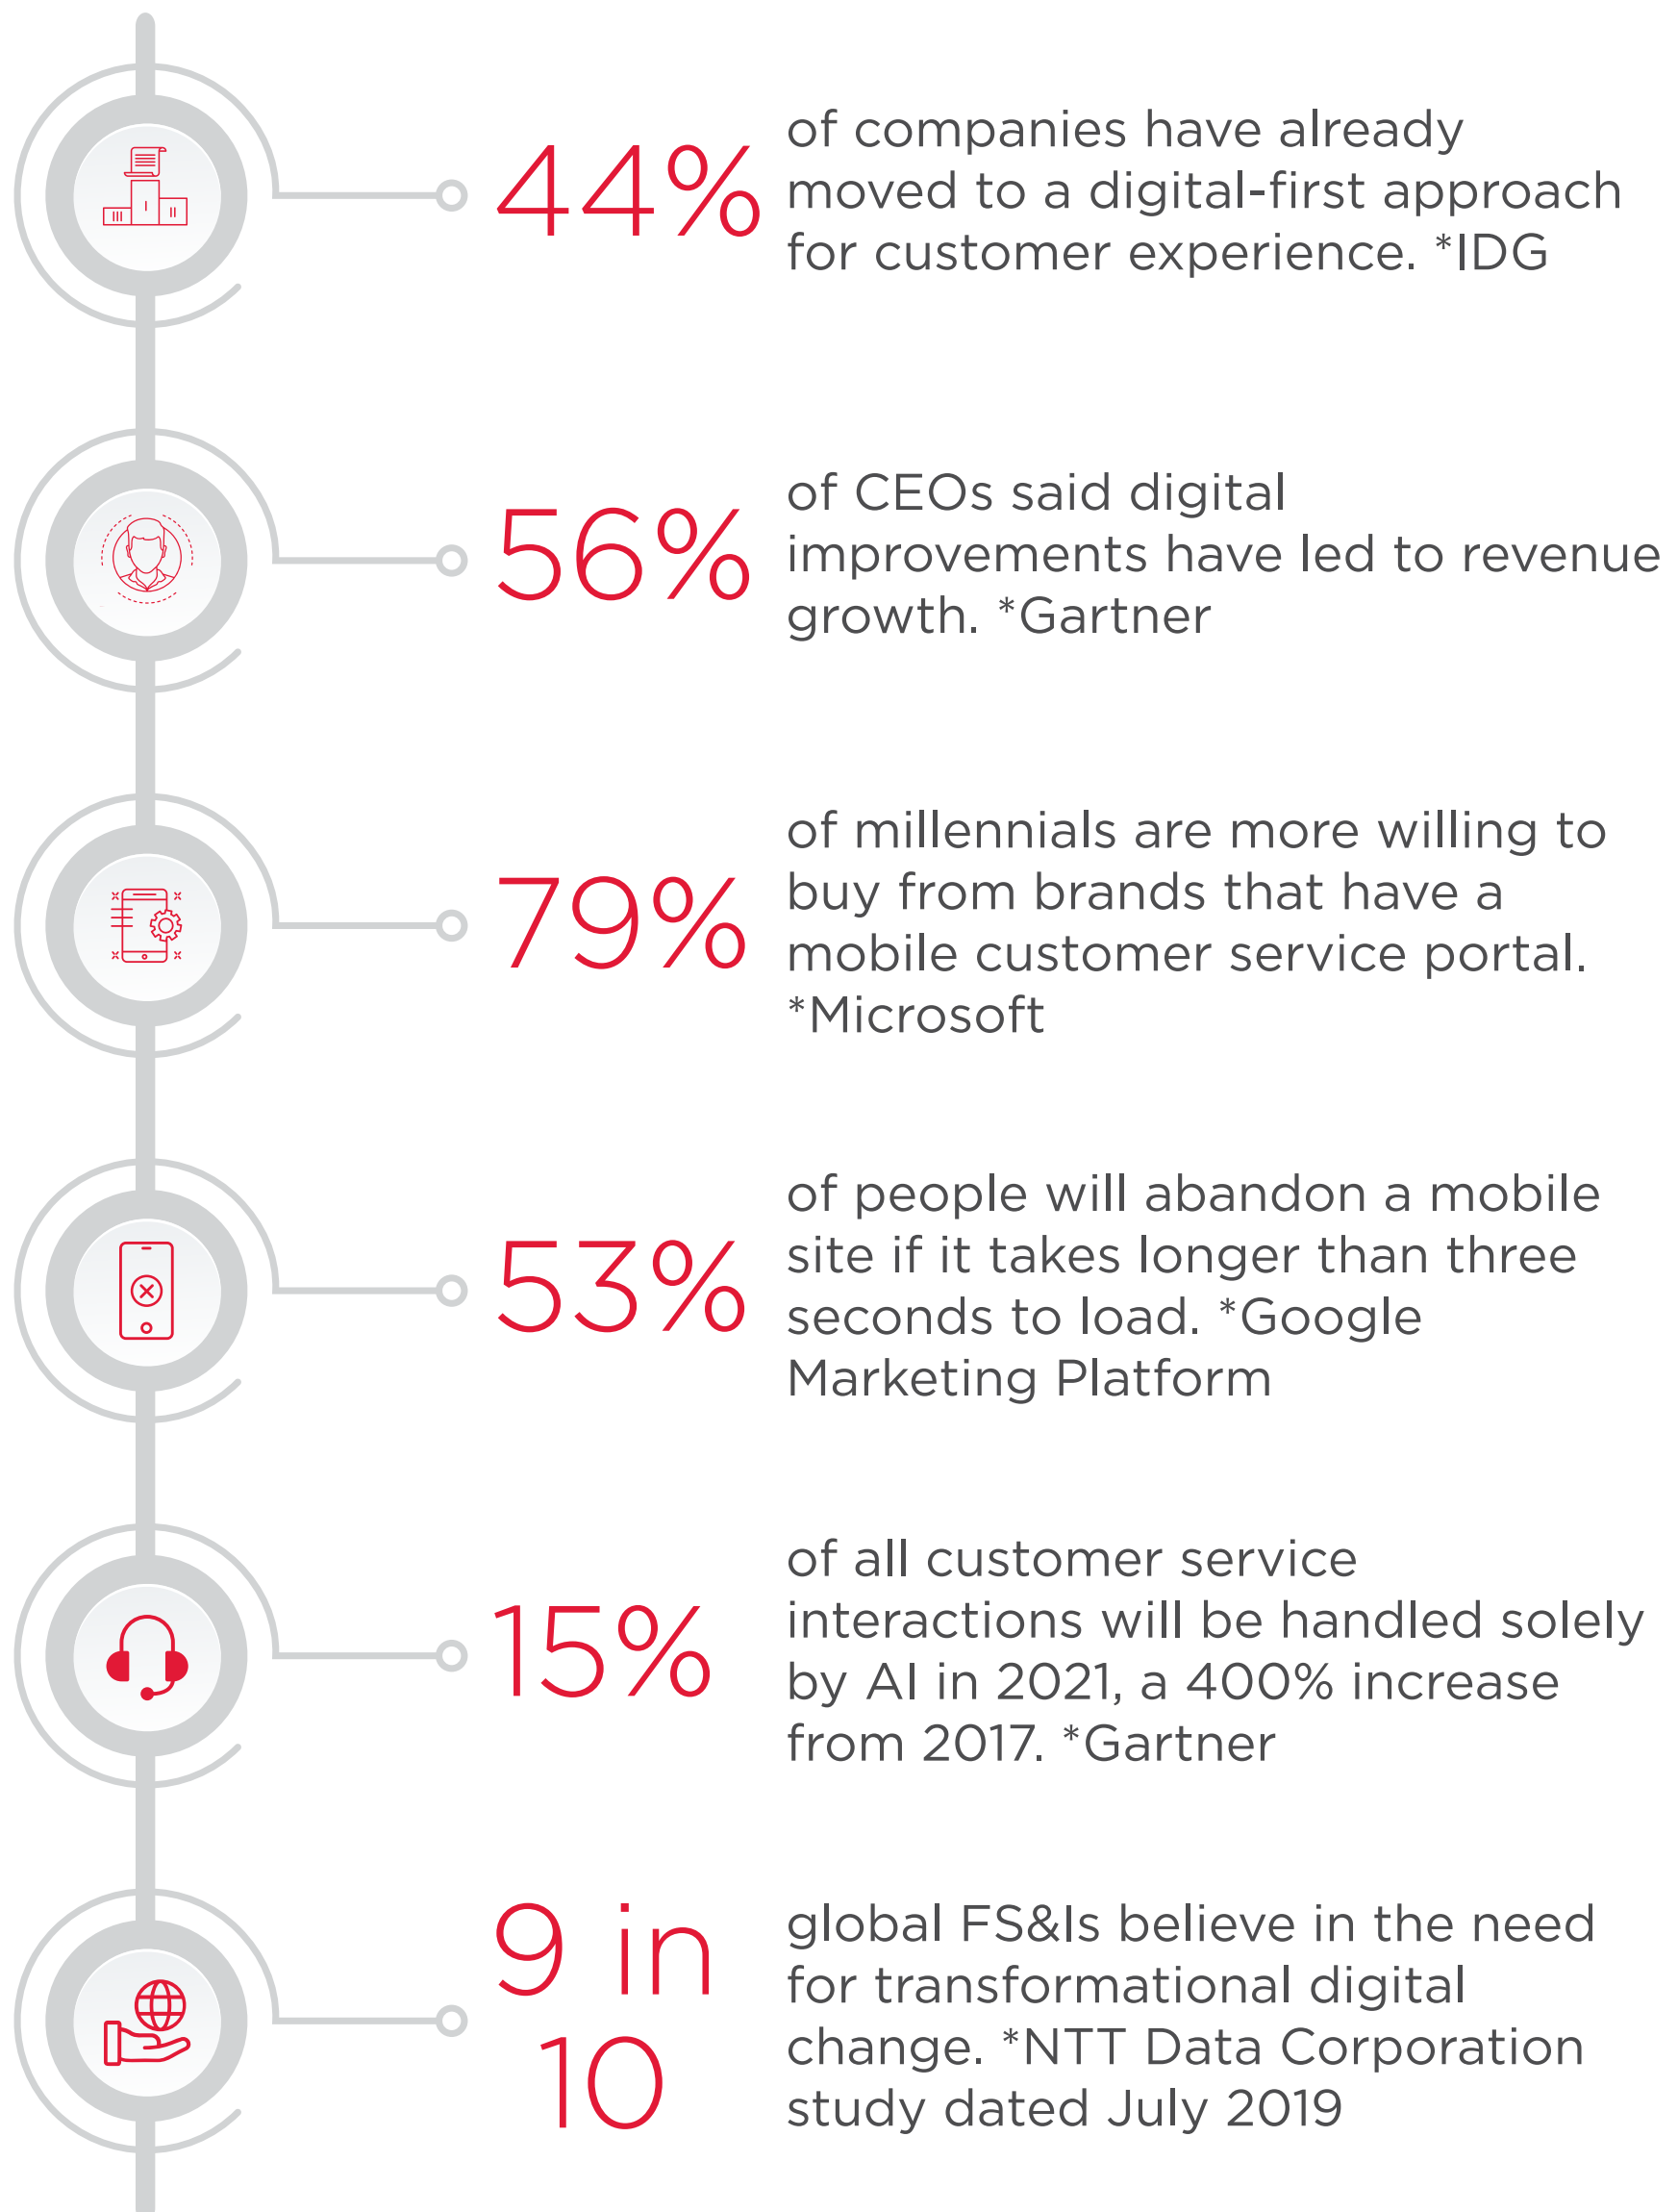 44%
of companies have already
moved to a digital-first approach
for customer experience. *IDG
56%
of CEOs said digital
improvements have led to revenue
growth. *Gartner
79%
of millennials are more willing to
buy from brands that have a
mobile customer service portal.
*Microsoft
53%
of people will abandon a mobile
site if it takes longer than three
seconds to load. *Google
Marketing Platform
15%
of all customer service
interactions will be handled solely
by AI in 2021, a 400% increase
from 2017. *Gartner
9 in
10
global FS&Is believe in the need
for transformational digital
change. *NTT Data Corporation
study dated July 2019
III
I
II